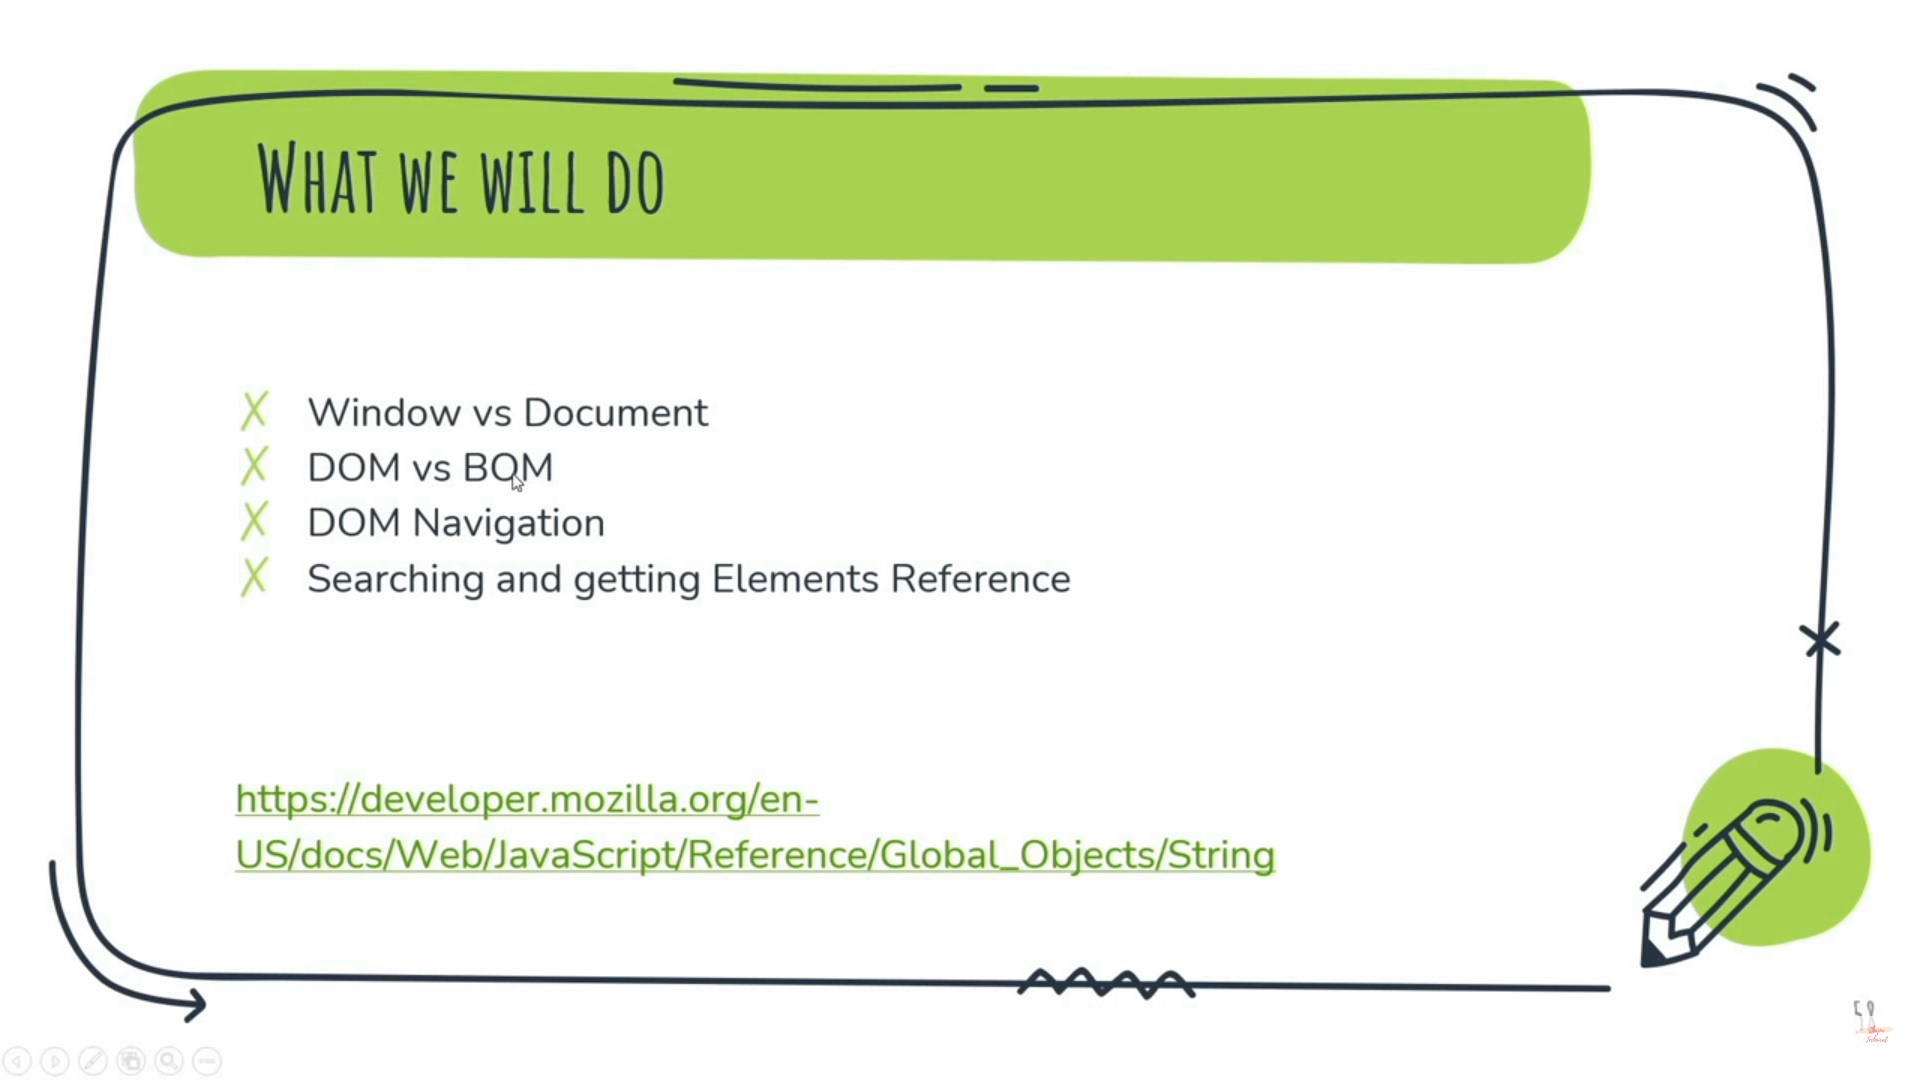 What we will do
Window vs Document
DOM vs BOM
DOM Navigation
Searching and getting Elements Reference
https://developer.mozilla.org/en-
US/docs/Web/JavaScript/Reference/Global_Objects/String